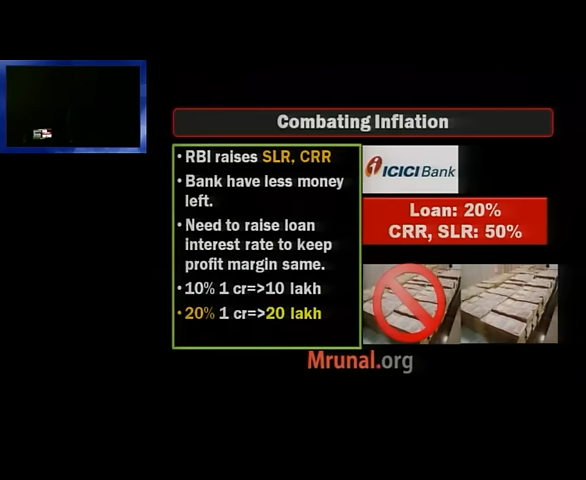 Combating Inflation
• RBI raises SLR, CRR
• Bank have less money
left.
• Need to raise loan
interest rate to keep
profit margin same.
• 10% 1 cr=>10 lakh
• 20% 1 cr=>20 lakh
ICICI Bank
Loan: 20%
CRR, SLR: 50%
Mrunal.org